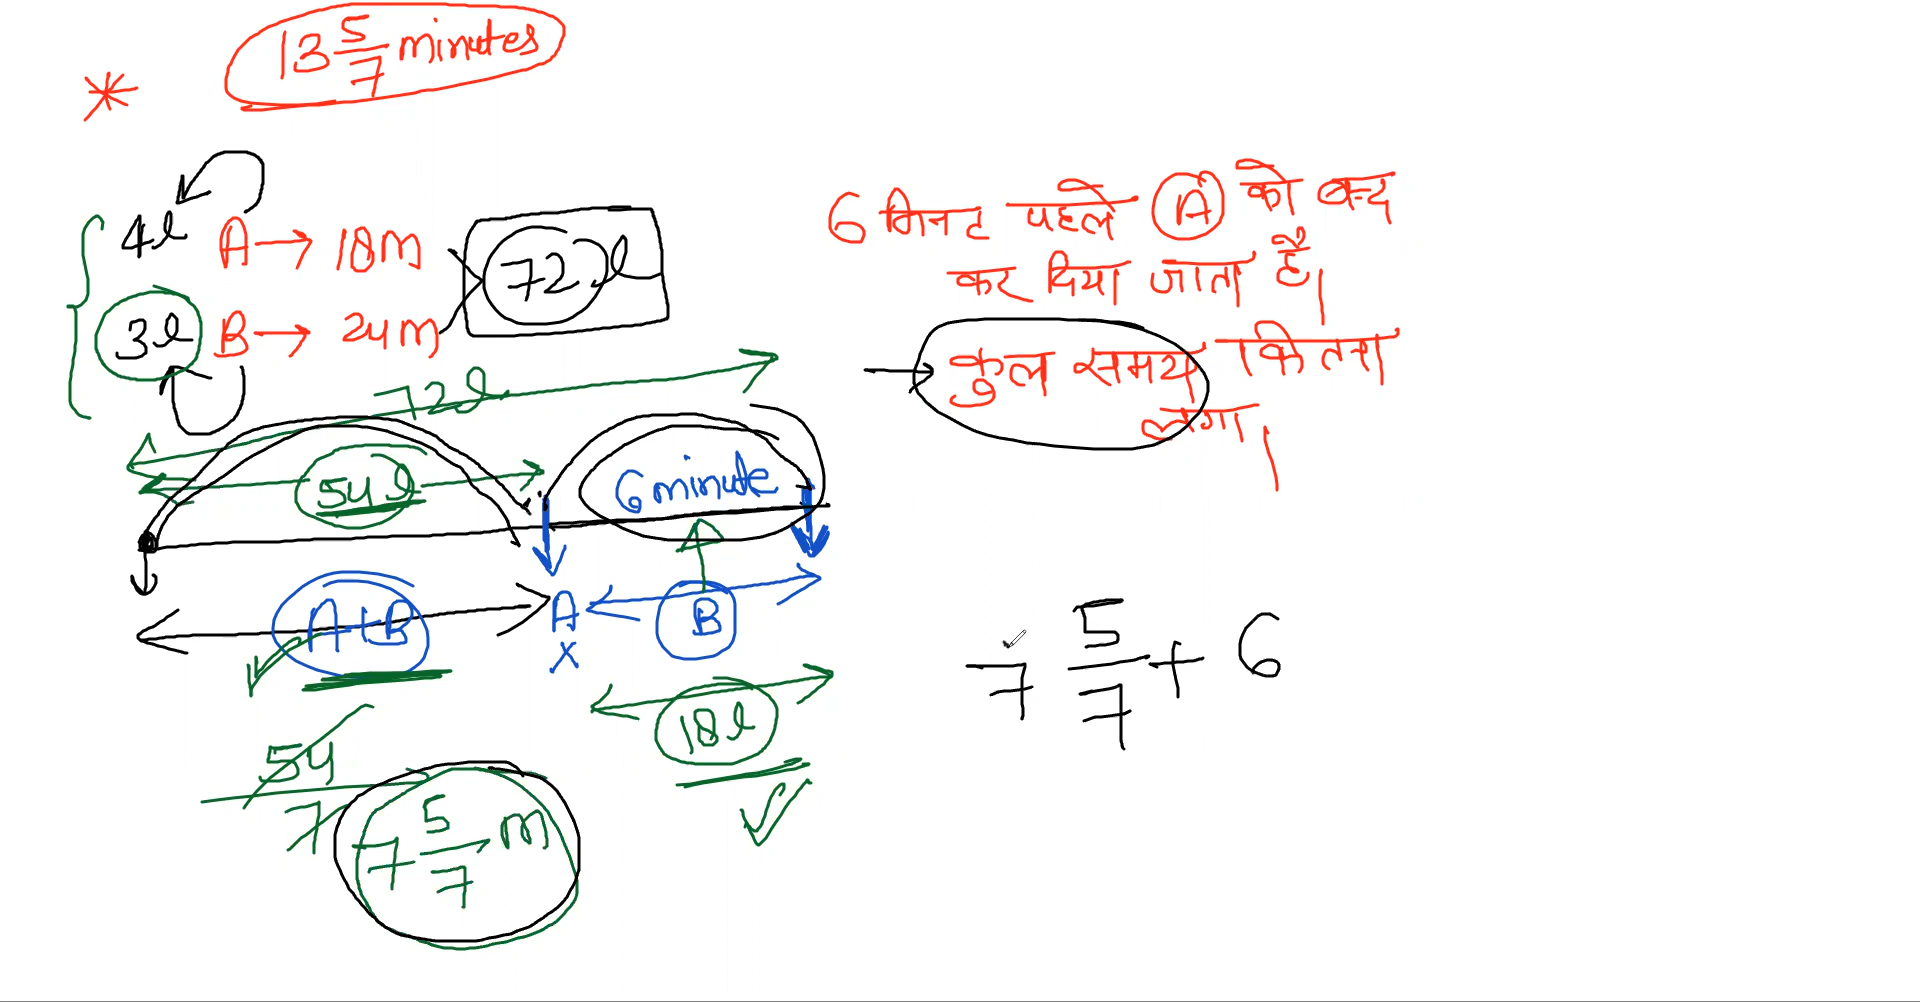 13 5/7 minutes
*
4l A → 18m
72l
3l B → 24m
6 मिनट पहले A को बन्द
कर दिया जाता है।
कुल समय कितना
लगा।
72l
54l
6 minute
A+B
A
B
x
18l
54/7
7 5/7 m
7 5/7 + 6